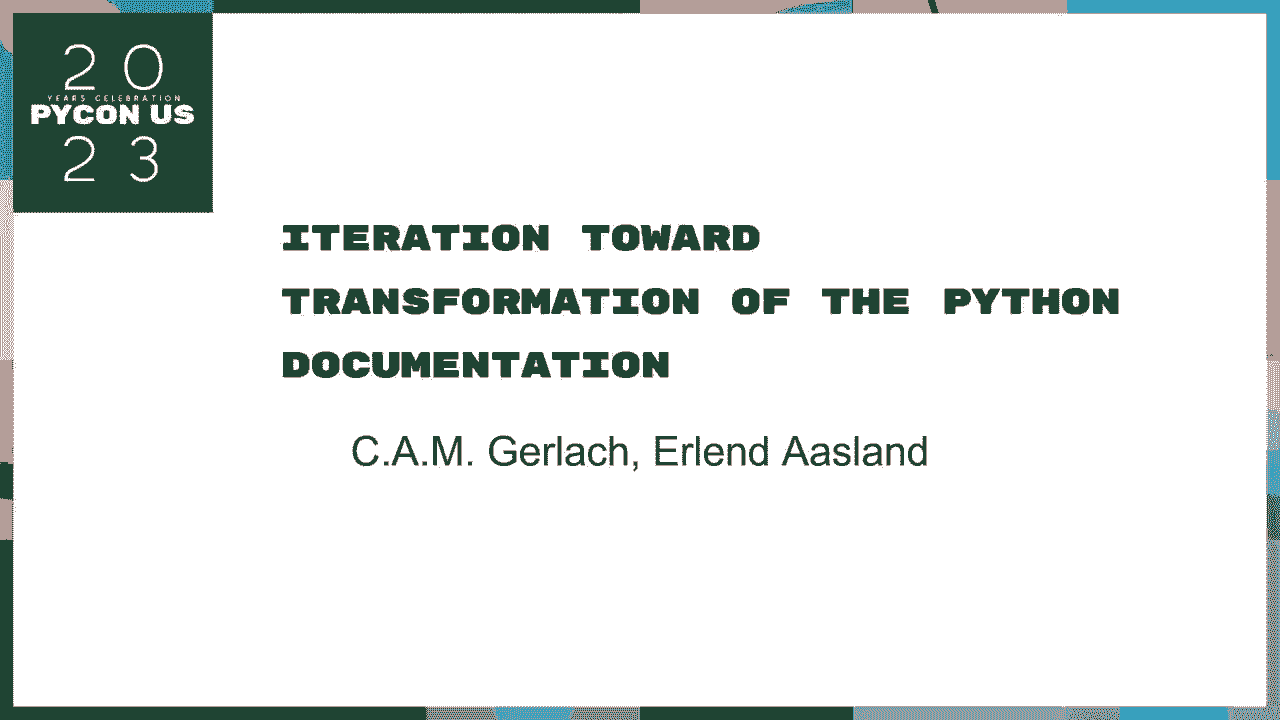 2 0
YEARS CELEBRATION
PYCON US
2 3
ITERATION TOWARD
TRANSFORMATION OF THE PYTHON
DOCUMENTATION
C.A.M. Gerlach, Erlend Aasland